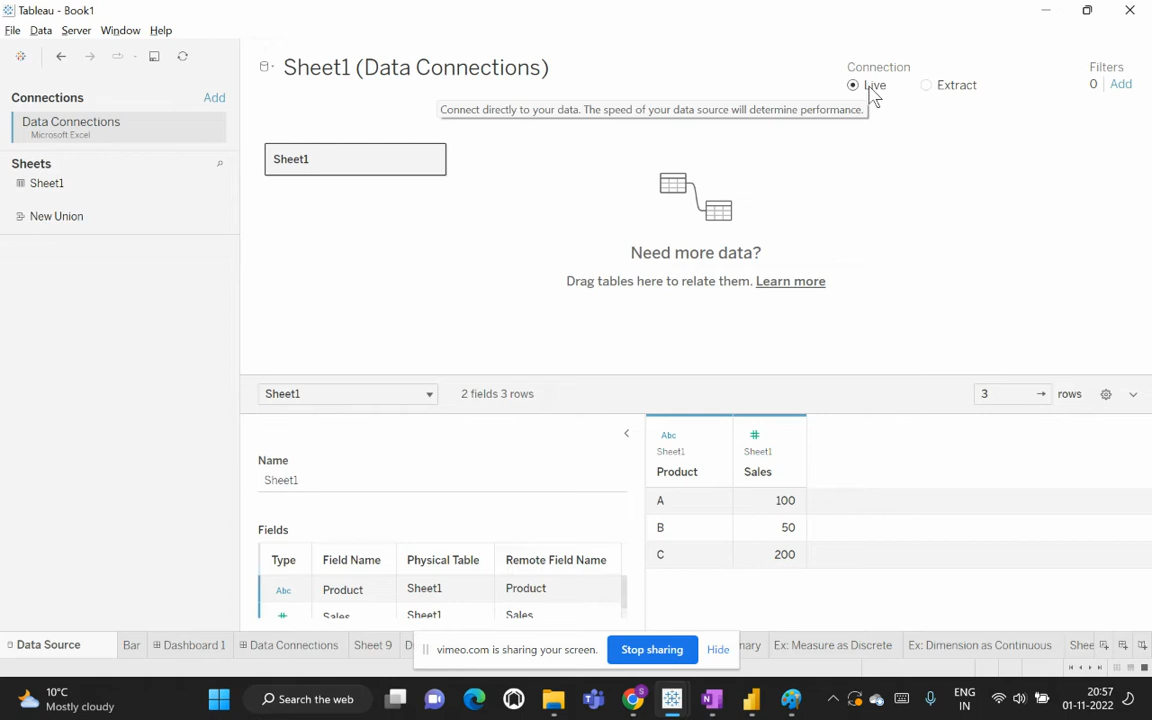 Tableau - Book1
File Data Server Window Help
Connections Add
Data Connections
Microsoft Excel
Sheets
Sheet1
New Union
Sheet1 (Data Connections)
Connection
Live Extract
Filters
0 Add
Connect directly to your data. The speed of your data source will determine performance.
Sheet1
Need more data?
Drag tables here to relate them. Learn more
Sheet1 2 fields 3 rows 3 → rows
Name
Sheet1
Fields
Type Field Name Physical Table Remote Field Name
Abc Product Sheet1 Product
# Sales Sheet1 Sales
Abc #
Sheet1 Sheet1
Product Sales
A 100
B 50
C 200
Data Source Bar Dashboard 1 Data Connections Sheet 9 Ex: Measure as Discrete Ex: Dimension as Continuous
vimeo.com is sharing your screen. Stop sharing Hide
10°C
Mostly cloudy
Search the web
ENG
IN
20:57
01-11-2022